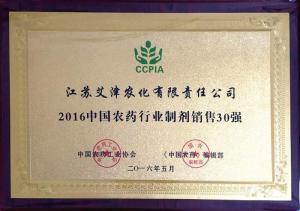 CCPIA
江苏艾津农化有限责任公司
2016中国农药行业制剂销售30强
中国农药工业协会 《中国农药》编辑部
二〇一六年五月